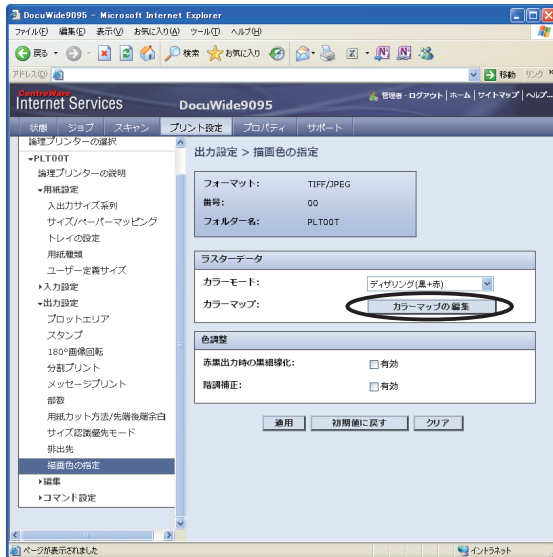 DocuWide9095 - Microsoft Internet Explorer
ファイル(F) 編集(E) 表示(V) お気に入り(A) ツール(T) ヘルプ(H)
戻る 検索 お気に入り
アドレス(D) 移動 リンク »
CentreWare
Internet Services DocuWide9095 管理者・ログアウト | ホーム | サイトマップ | ヘルプ...
状態 ジョブ スキャン プリント設定 プロパティ サポート
論理プリンターの選択
▾PLT00T
論理プリンターの説明
▾用紙設定
入出力サイズ系列
サイズ/ペーパーマッピング
トレイの設定
用紙種類
ユーザー定義サイズ
▸入力設定
▾出力設定
プロットエリア
スタンプ
180°画像回転
分割プリント
メッセージプリント
部数
用紙カット方法/先端後端余白
サイズ認識優先モード
排出先
描画色の指定
▸編集
▸コマンド設定
出力設定 > 描画色の指定
フォーマット: TIFF/JPEG
番号: 00
フォルダー名: PLT00T
ラスターデータ
カラーモード: ディザリング(黒+赤)
カラーマップ: カラーマップの編集
色調整
赤黒出力時の黒細線化: 有効
階調補正: 有効
適用 初期値に戻す クリア
ページが表示されました イントラネット